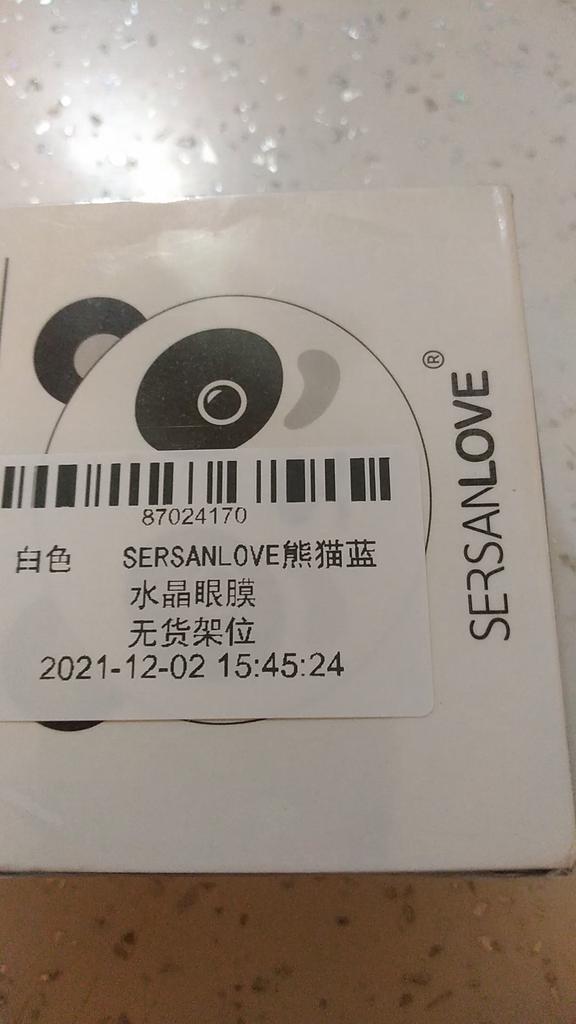 87024170
白色 SERSANLOVE熊猫蓝
水晶眼膜
无货架位
2021-12-02 15:45:24
SERSANLOVE®